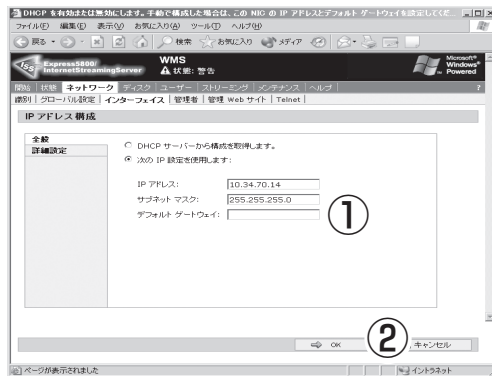 DHCP を有効または無効にします。手動で構成した場合は、この NIC の IP アドレスとデフォルト ゲートウェイを設定してくだ...
ファイル(F) 編集(E) 表示(V) お気に入り(A) ツール(T) ヘルプ(H)
戻る 検索 お気に入り メディア
Express5800/
InternetStreamingServer
WMS
状態: 警告
Microsoft®
Windows®
Powered
開始 状態 ネットワーク ディスク ユーザー ストリーミング メンテナンス ヘルプ ?
識別 グローバル設定 インターフェイス 管理者 管理 Web サイト Telnet
IP アドレス 構成
全般
詳細設定
DHCP サーバーから構成を取得します。
次の IP 設定を使用します:
IP アドレス: 10.34.70.14
サブネット マスク: 255.255.255.0
デフォルト ゲートウェイ:
①
OK
②
キャンセル
ページが表示されました
イントラネット